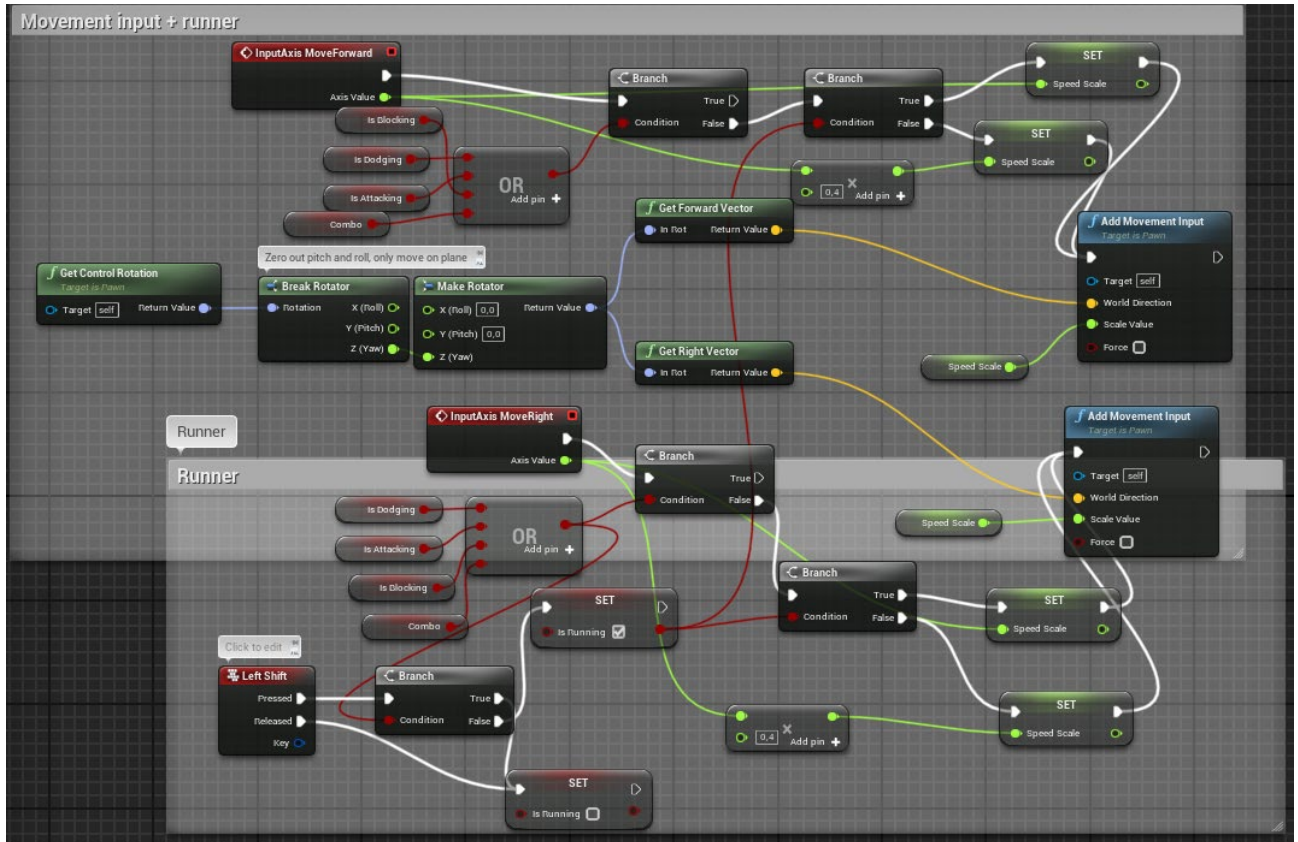 Movement input + runner
InputAxis MoveForward
Axis Value
Is Blocking
Is Dodging
Is Attacking
Combo
OR
Add pin +
Branch
True
Condition
False
Branch
True
Condition
False
SET
Speed Scale
SET
Speed Scale
0,4
×
Add pin +
Get Control Rotation
Target is Pawn
Target self
Return Value
Zero out pitch and roll, only move on plane
Break Rotator
Rotation
X (Roll)
Y (Pitch)
Z (Yaw)
Make Rotator
X (Roll) 0,0
Return Value
Y (Pitch) 0,0
Z (Yaw)
Get Forward Vector
In Rot
Return Value
Get Right Vector
In Rot
Return Value
Add Movement Input
Target is Pawn
Target self
World Direction
Scale Value
Force
Speed Scale
Runner
Runner
InputAxis MoveRight
Axis Value
Is Dodging
Is Attacking
Is Blocking
Combo
OR
Add pin +
Branch
True
Condition
False
SET
Is Running
Branch
True
Condition
False
Speed Scale
Add Movement Input
Target is Pawn
Target self
World Direction
Scale Value
Force
SET
Speed Scale
SET
Speed Scale
0,4
×
Add pin +
Click to edit
Left Shift
Pressed
Released
Key
Branch
True
Condition
False
SET
Is Running